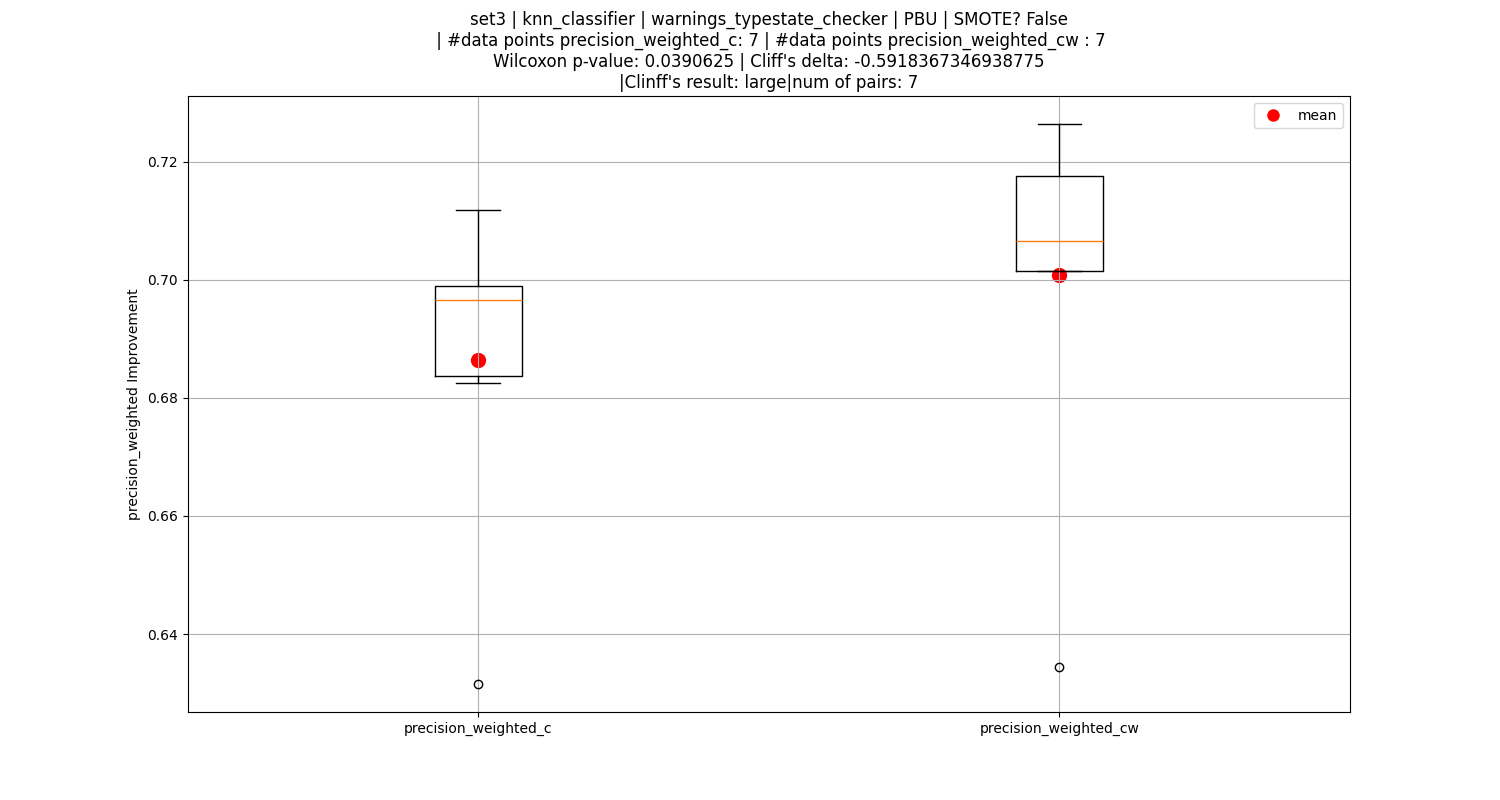 set3 | knn_classifier | warnings_typestate_checker | PBU | SMOTE? False
| #data points precision_weighted_c: 7 | #data points precision_weighted_cw : 7
Wilcoxon p-value: 0.0390625 | Cliff's delta: -0.5918367346938775
|Clinff's result: large|num of pairs: 7
mean
0.72
0.70
0.68
0.66
0.64
precision_weighted Improvement
precision_weighted_c
precision_weighted_cw